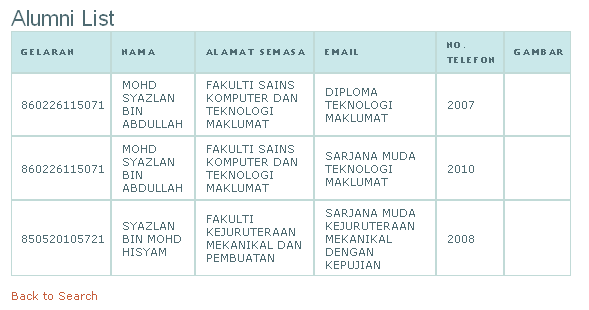 Alumni List
GELARAN NAMA ALAMAT SEMASA EMAIL NO. TELEFON GAMBAR
860226115071
MOHD
SYAZLAN
BIN
ABDULLAH
FAKULTI SAINS
KOMPUTER DAN
TEKNOLOGI
MAKLUMAT
DIPLOMA
TEKNOLOGI
MAKLUMAT
2007
860226115071
MOHD
SYAZLAN
BIN
ABDULLAH
FAKULTI SAINS
KOMPUTER DAN
TEKNOLOGI
MAKLUMAT
SARJANA MUDA
TEKNOLOGI
MAKLUMAT
2010
850520105721
SYAZLAN
BIN MOHD
HISYAM
FAKULTI
KEJURUTERAAN
MEKANIKAL DAN
PEMBUATAN
SARJANA MUDA
KEJURUTERAAN
MEKANIKAL
DENGAN
KEPUJIAN
2008
Back to Search